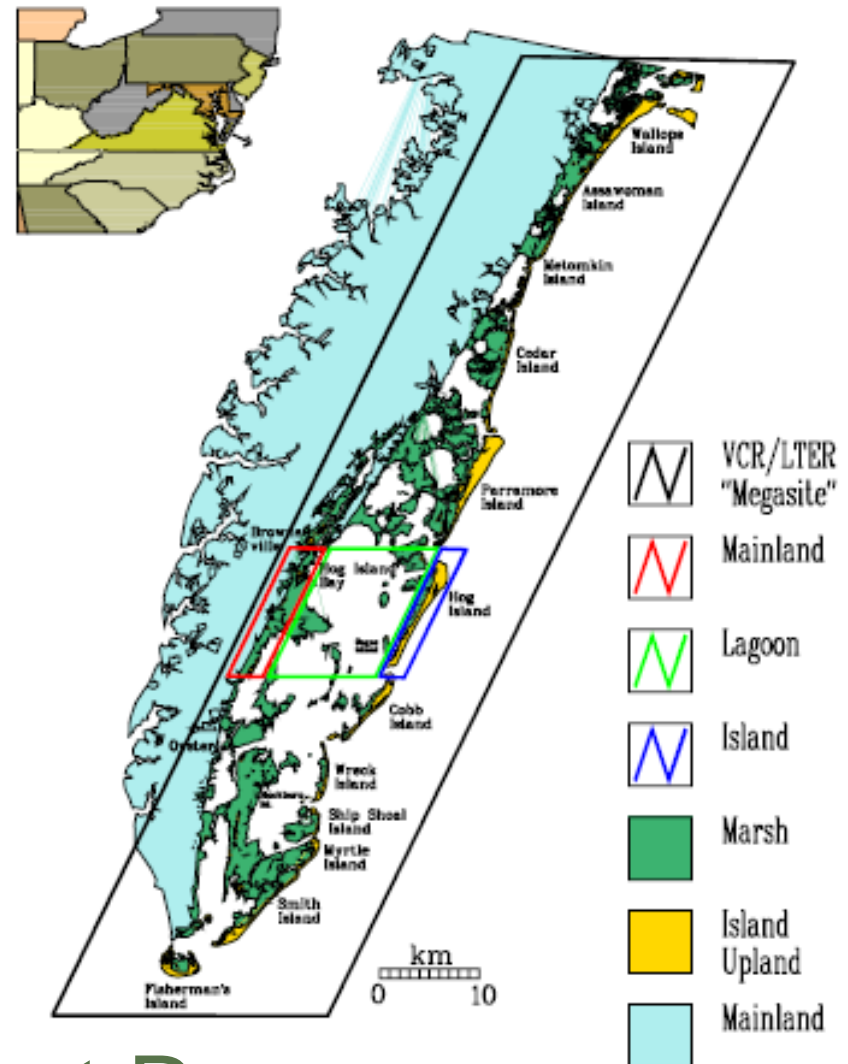 Wallops
Island
Assawoman
Island
Metomkin
Island
Cedar
Island
Parramore
Island
Hog Island
Bay
Hog
Island
Cobb
Island
Oyster
Wreck
Island
Ship Shoal
Island
Myrtle
Island
Smith
Island
Fisherman's
Island
km
0 10
VCR/LTER
"Megasite"
Mainland
Lagoon
Island
Marsh
Island
Upland
Mainland